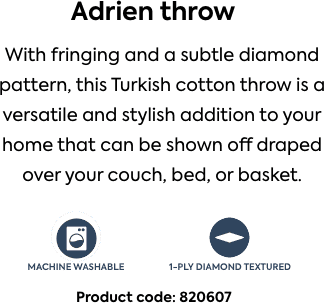 Adrien throw
With fringing and a subtle diamond
pattern, this Turkish cotton throw is a
versatile and stylish addition to your
home that can be shown off draped
over your couch, bed, or basket.
MACHINE WASHABLE
1-PLY DIAMOND TEXTURED
Product code: 820607